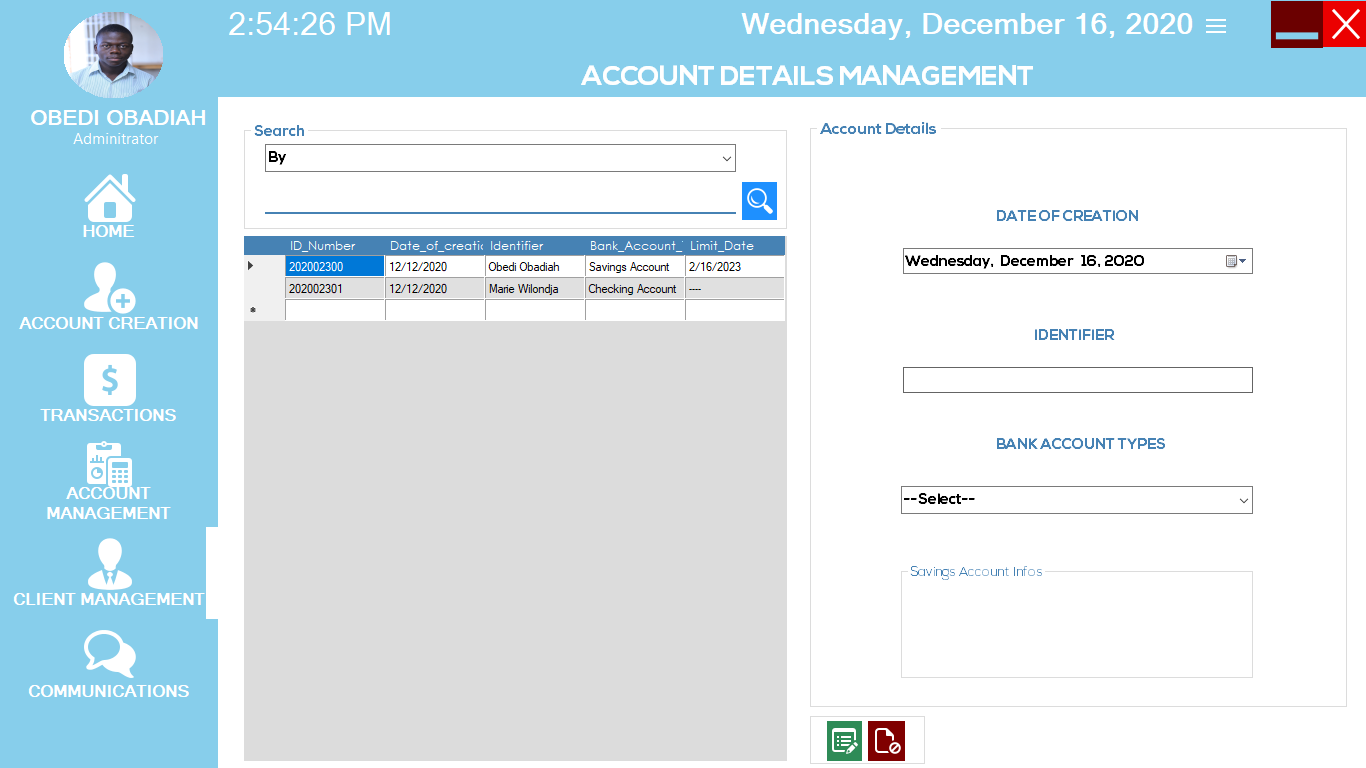 2:54:26 PM
Wednesday, December 16, 2020
ACCOUNT DETAILS MANAGEMENT
OBEDI OBADIAH
Adminitrator
HOME
ACCOUNT CREATION
TRANSACTIONS
ACCOUNT
MANAGEMENT
CLIENT MANAGEMENT
COMMUNICATIONS
Search
By
ID_Number Date_of_creatic Identifier Bank_Account_ Limit_Date
202002300 12/12/2020 Obedi Obadiah Savings Account 2/16/2023
202002301 12/12/2020 Marie Wilondja Checking Account ----
Account Details
DATE OF CREATION
Wednesday, December 16, 2020
IDENTIFIER
BANK ACCOUNT TYPES
--Select--
Savings Account Infos